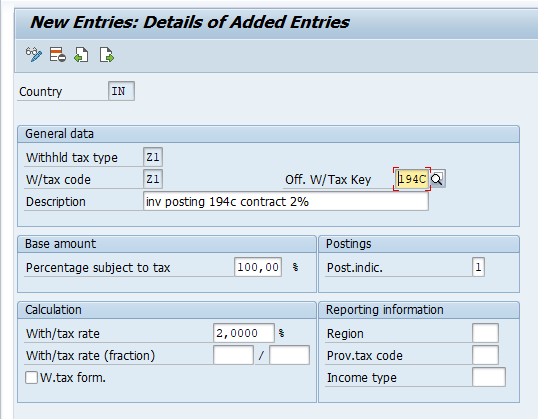 New Entries: Details of Added Entries
Country IN
General data
Withhld tax type Z1
W/tax code Z1 Off. W/Tax Key 194C
Description inv posting 194c contract 2%
Base amount Postings
Percentage subject to tax 100,00 % Post.indic. 1
Calculation Reporting information
With/tax rate 2,0000 % Region
With/tax rate (fraction) / Prov.tax code
W.tax form. Income type